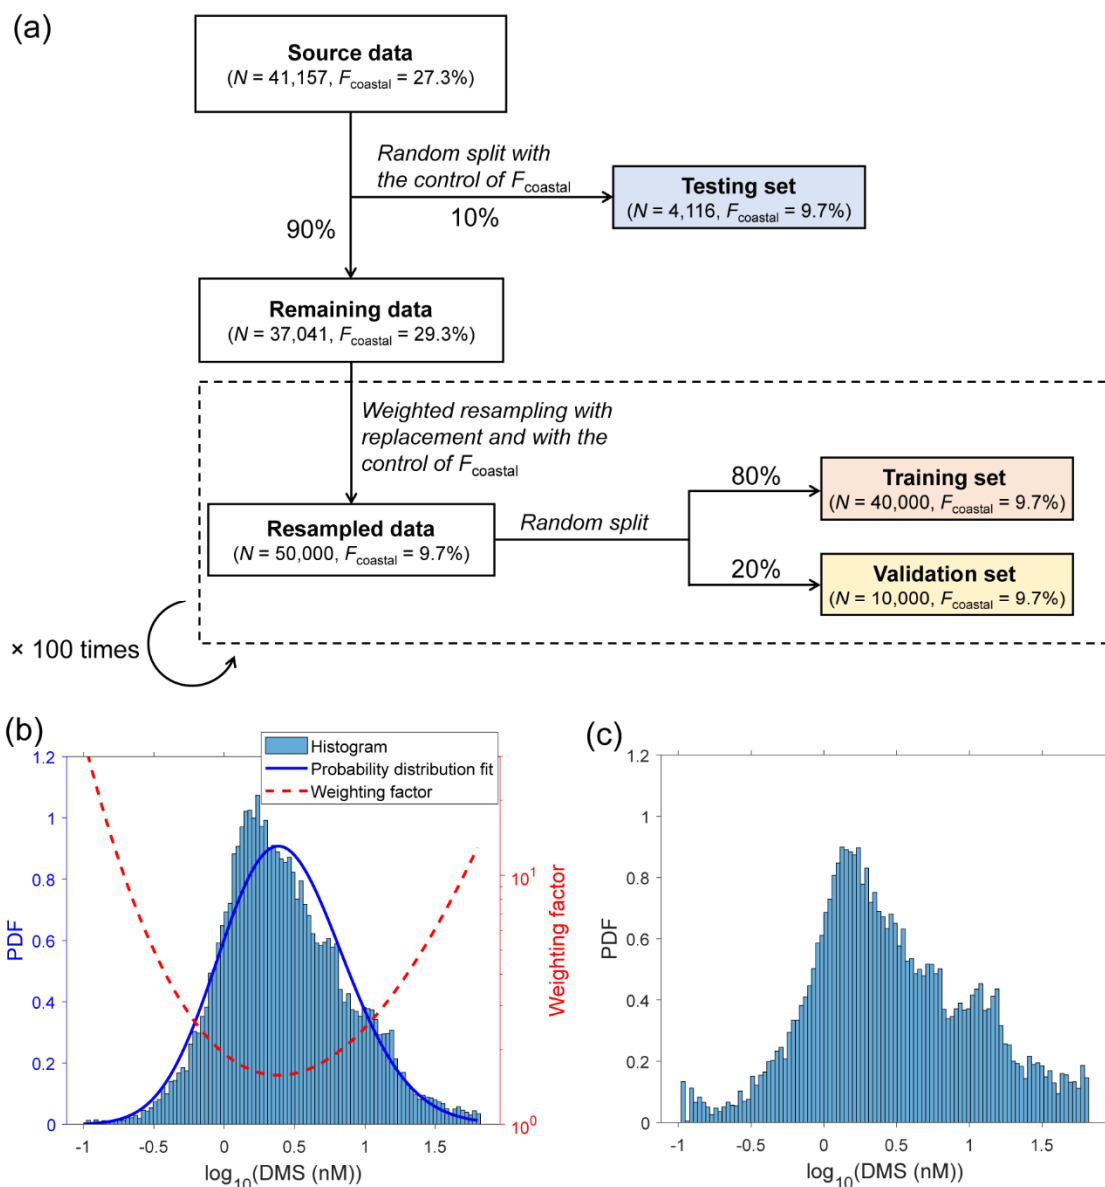 (a)
Source data
(N = 41,157, Fcoastal = 27.3%)
Random split with
the control of Fcoastal
10%
90%
Testing set
(N = 4,116, Fcoastal = 9.7%)
Remaining data
(N = 37,041, Fcoastal = 29.3%)
Weighted resampling with
replacement and with the
control of Fcoastal
Resampled data
(N = 50,000, Fcoastal = 9.7%)
Random split
80%
Training set
(N = 40,000, Fcoastal = 9.7%)
20%
Validation set
(N = 10,000, Fcoastal = 9.7%)
× 100 times
(b)
Histogram
Probability distribution fit
Weighting factor
1.2
1
0.8
0.6
0.4
0.2
0
PDF
10^1
10^0
Weighting factor
-1 -0.5 0 0.5 1 1.5
log10(DMS (nM))
(c)
1.2
1
0.8
0.6
0.4
0.2
0
PDF
-1 -0.5 0 0.5 1 1.5
log10(DMS (nM))